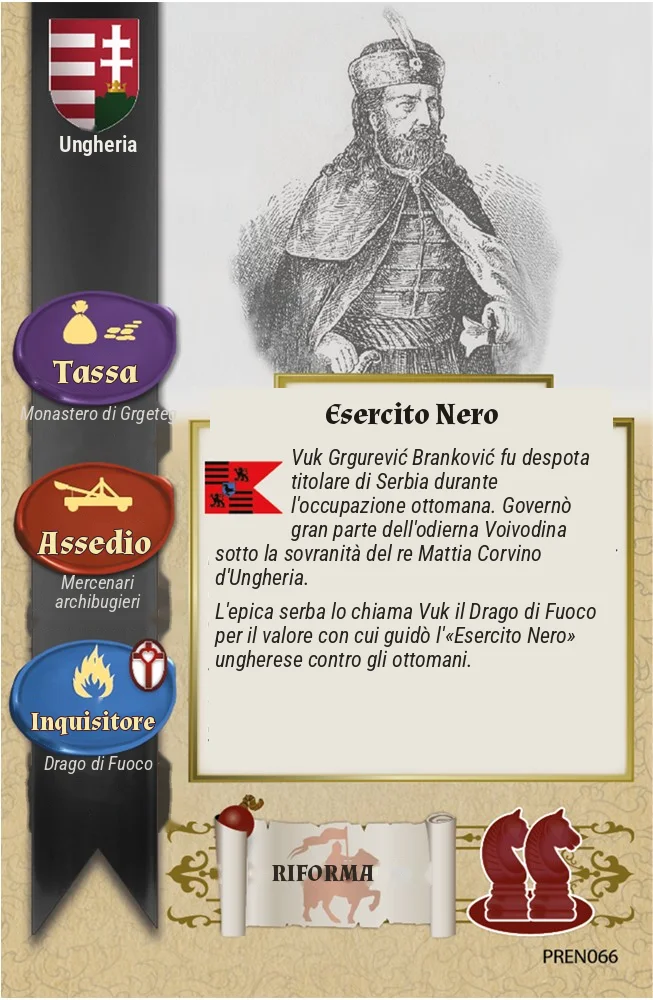 Ungheria
Tassa
Monastero di Grgeteg
Assedio
Mercenari
archibugieri
Inquisitore
Drago di Fuoco
Esercito Nero
Vuk Grgurević Branković fu despota
titolare di Serbia durante
l'occupazione ottomana. Governò
gran parte dell'odierna Voivodina
sotto la sovranità del re Mattia Corvino
d'Ungheria.
L'epica serba lo chiama Vuk il Drago di Fuoco
per il valore con cui guidò l'«Esercito Nero»
ungherese contro gli ottomani.
RIFORMA
PREN066